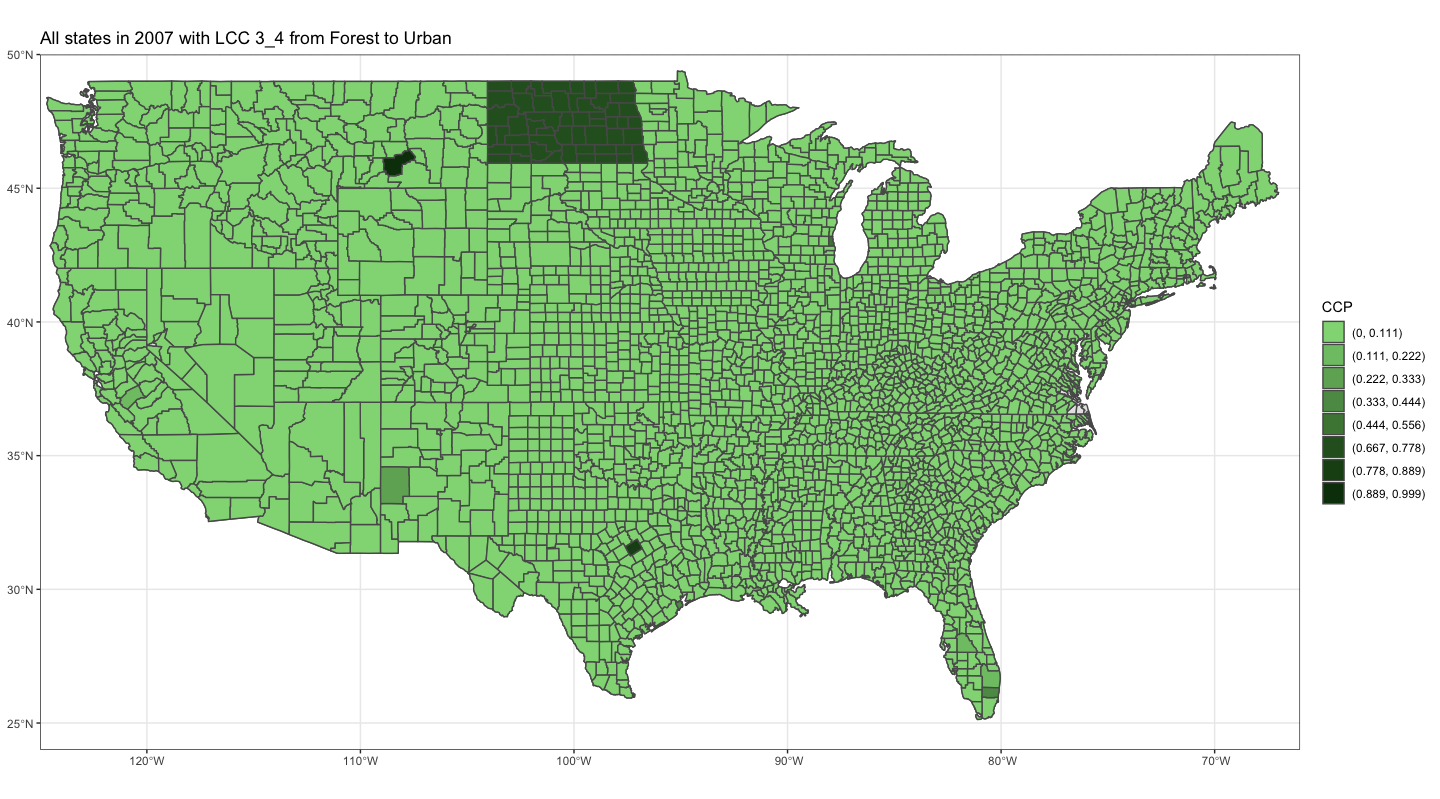 All states in 2007 with LCC 3_4 from Forest to Urban
50°N
45°N
40°N
35°N
30°N
25°N
120°W
110°W
100°W
90°W
80°W
70°W
CCP
(0, 0.111)
(0.111, 0.222)
(0.222, 0.333)
(0.333, 0.444)
(0.444, 0.556)
(0.667, 0.778)
(0.778, 0.889)
(0.889, 0.999)